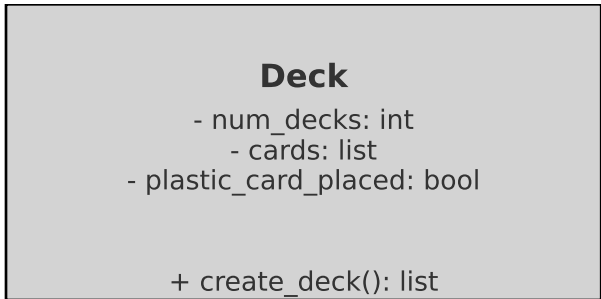 Deck
- num_decks: int
- cards: list
- plastic_card_placed: bool
+ create_deck(): list